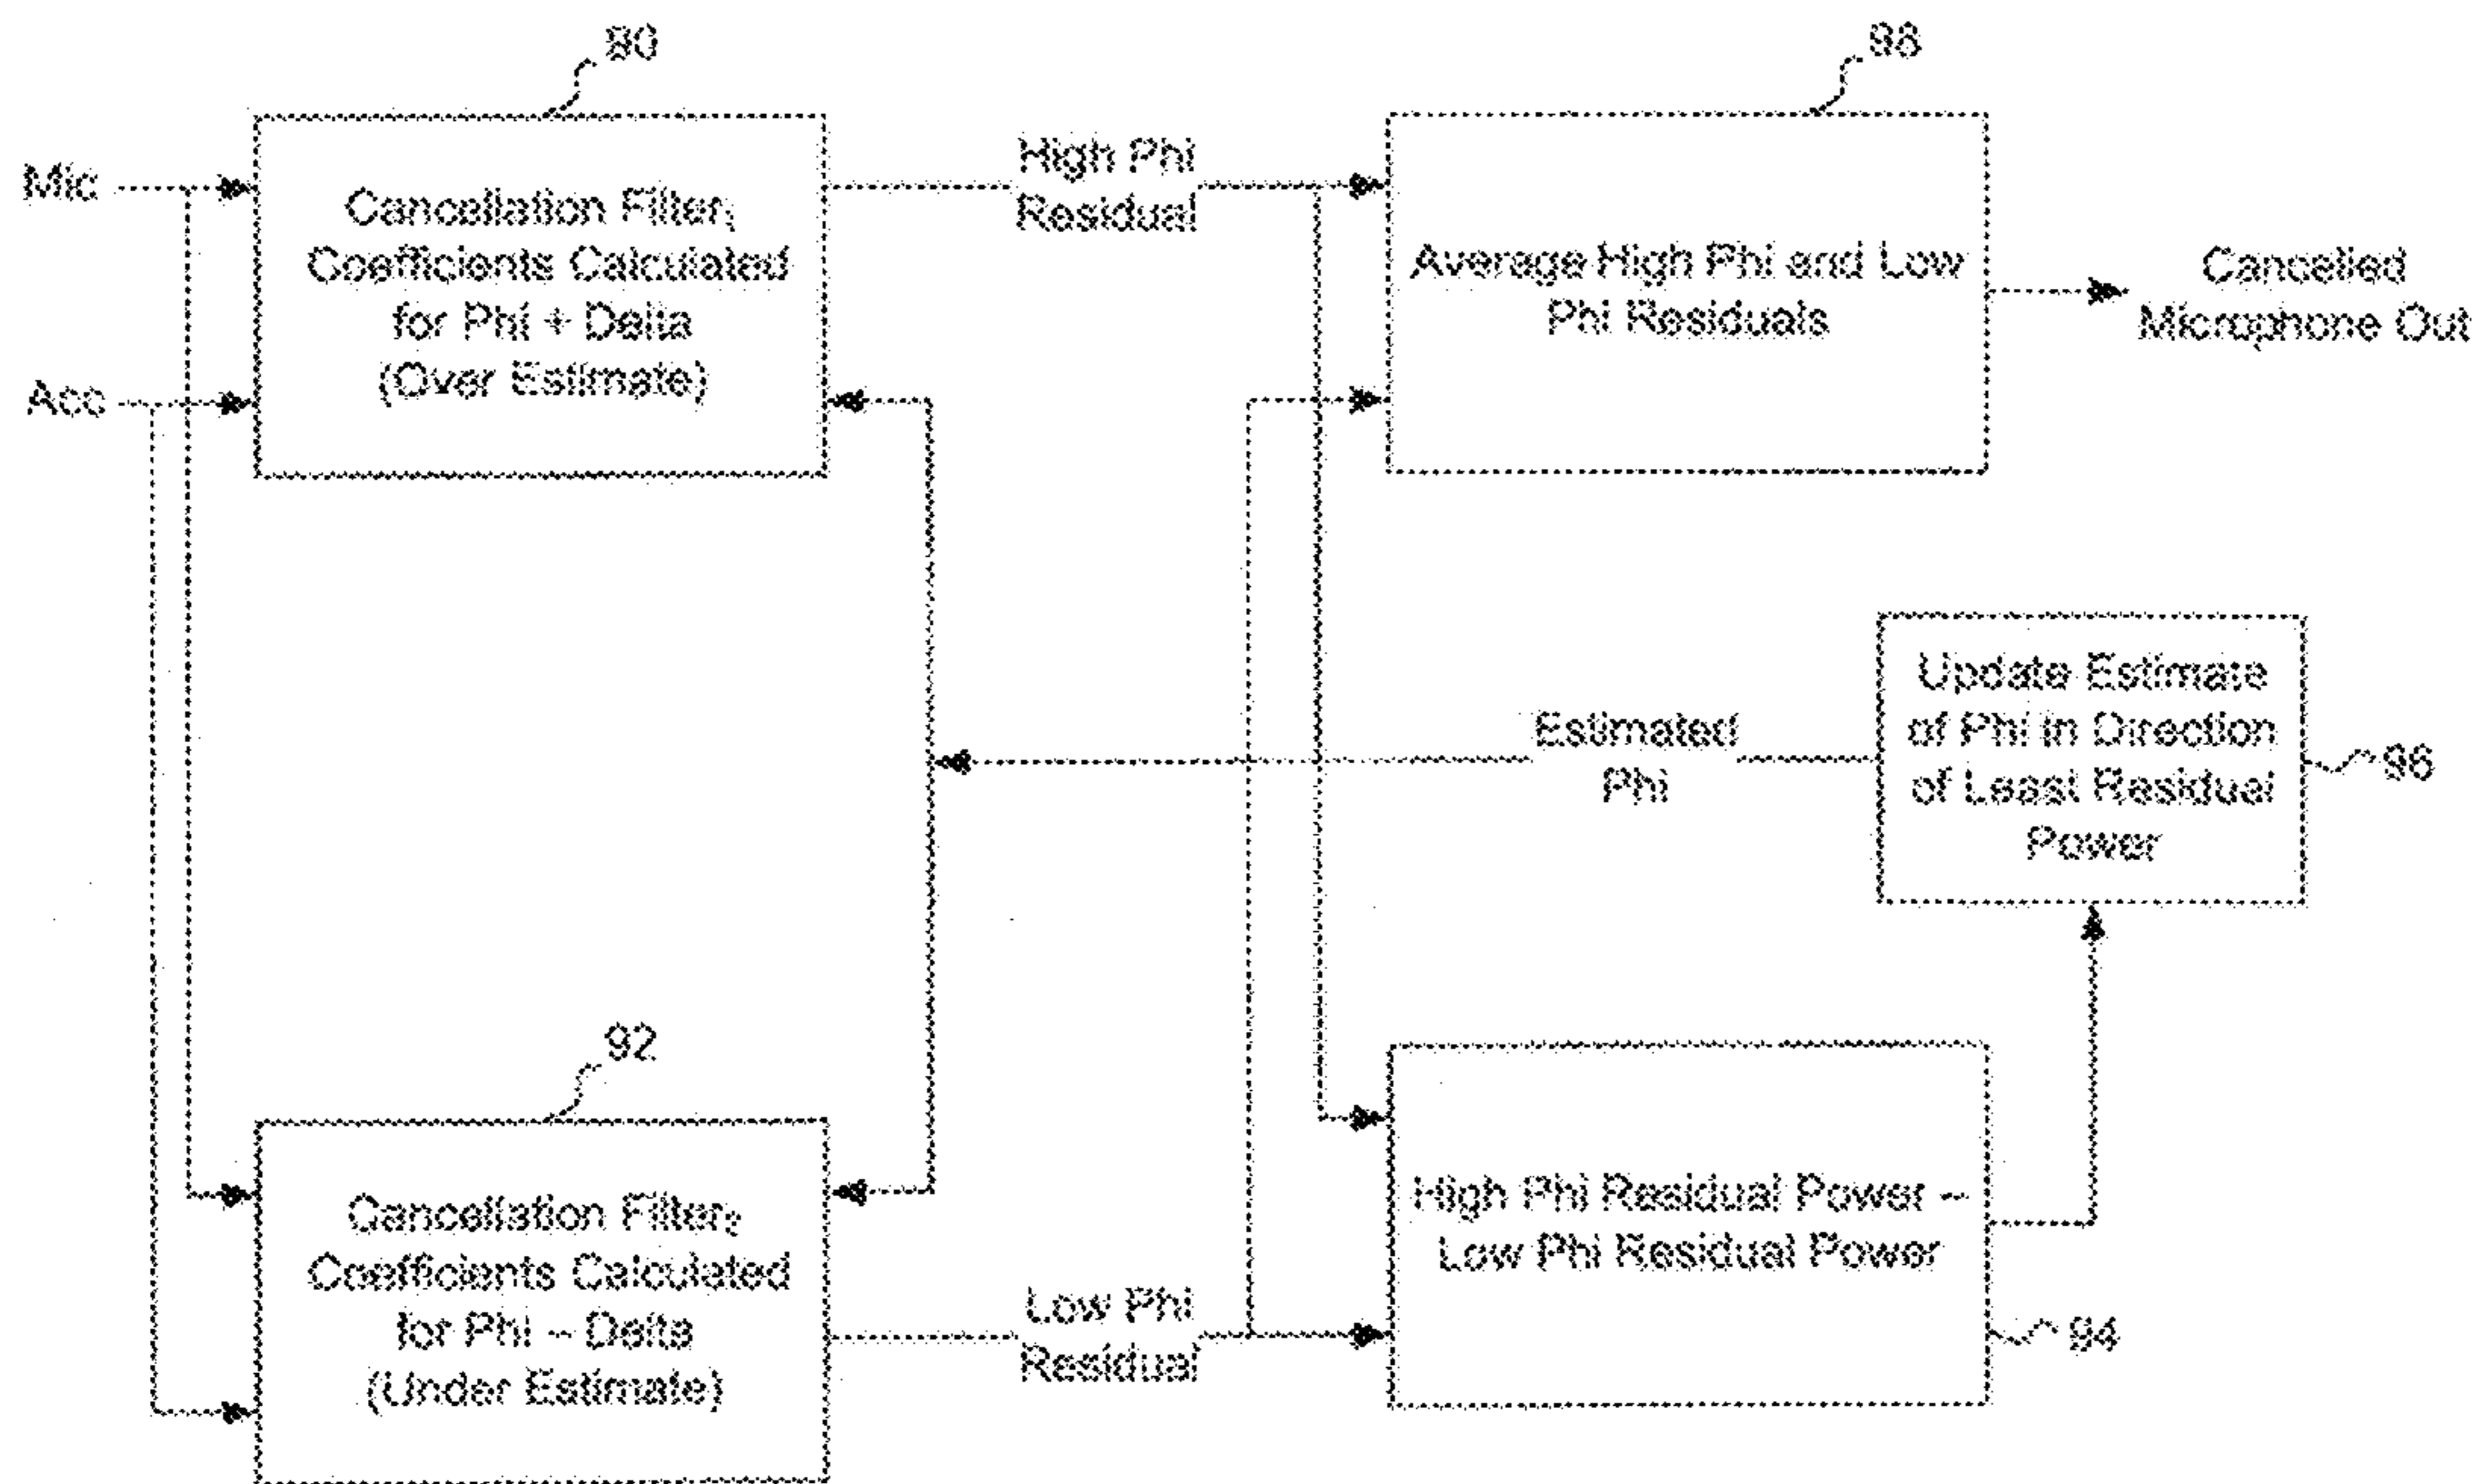 90
98
Mic
Cancellation Filter,
Coefficients Calculated
for Phi + Delta
(Over Estimate)
High Phi
Residual
Average High Phi and Low
Phi Residuals
Cancelled
Microphone Out
Acc
Update Estimate
of Phi in Direction
of Least Residual
Power
96
Estimated
Phi
92
Cancellation Filter,
Coefficients Calculated
for Phi – Delta
(Under Estimate)
Low Phi
Residual
High Phi Residual Power –
Low Phi Residual Power
94